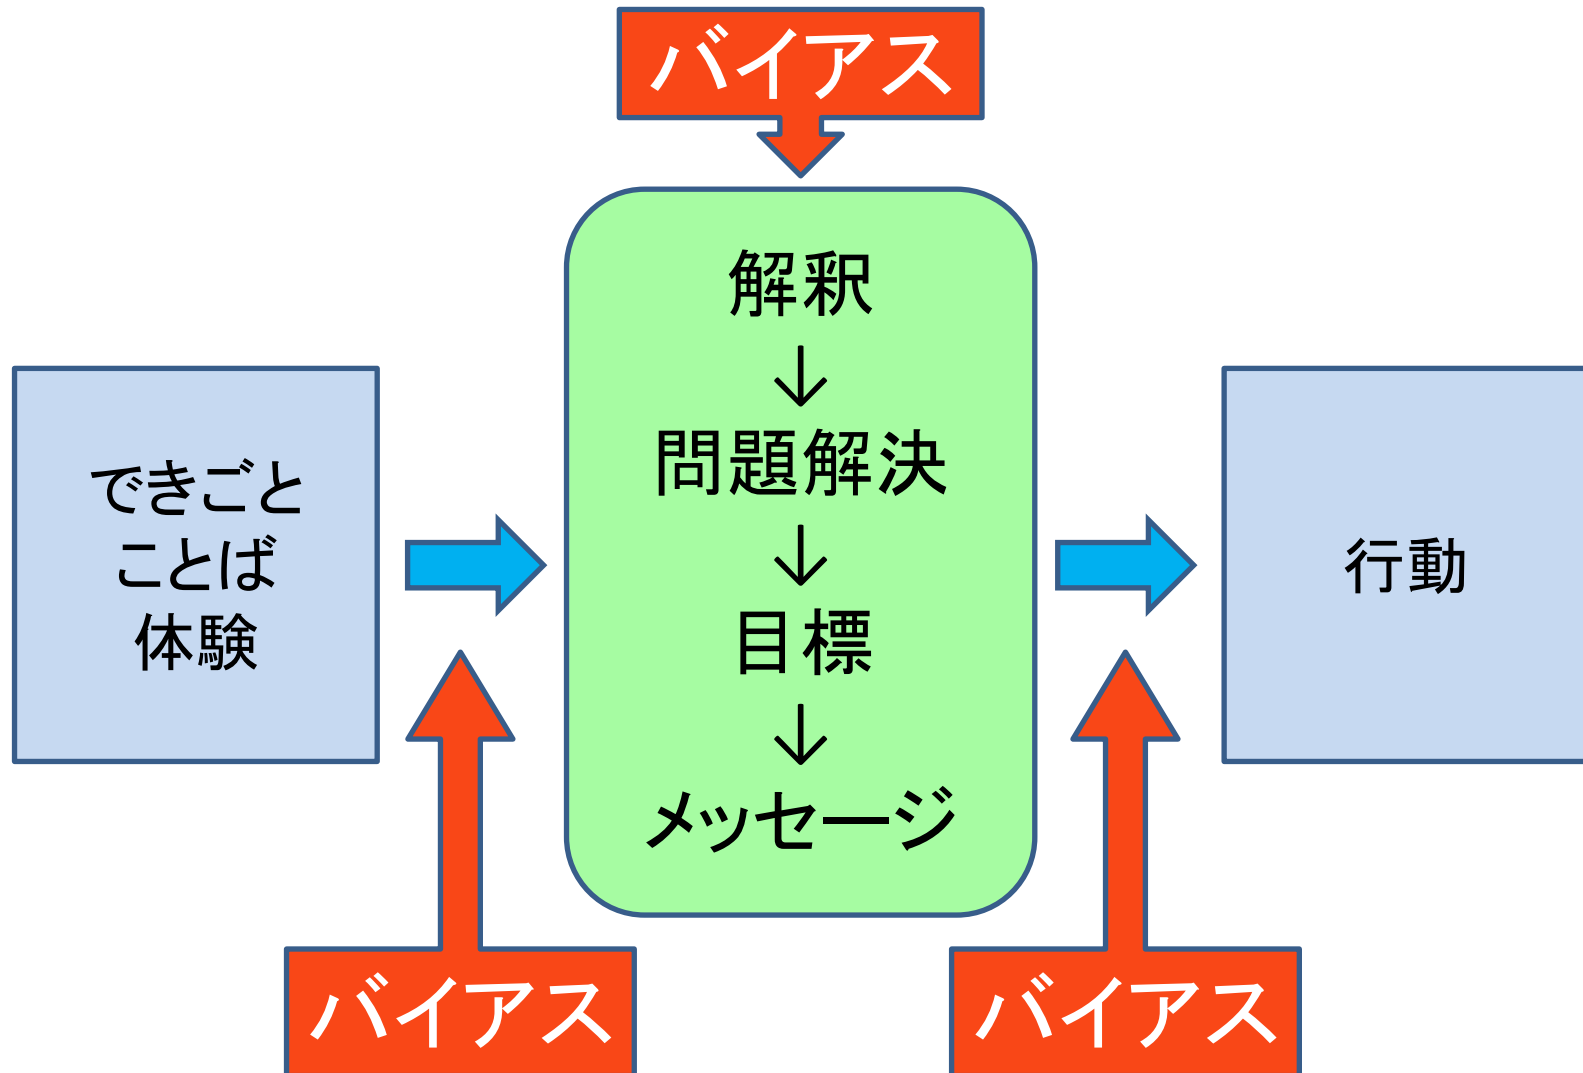 バイアス
できごと
ことば
体験
解釈
↓
問題解決
↓
目標
↓
メッセージ
行動
バイアス
バイアス